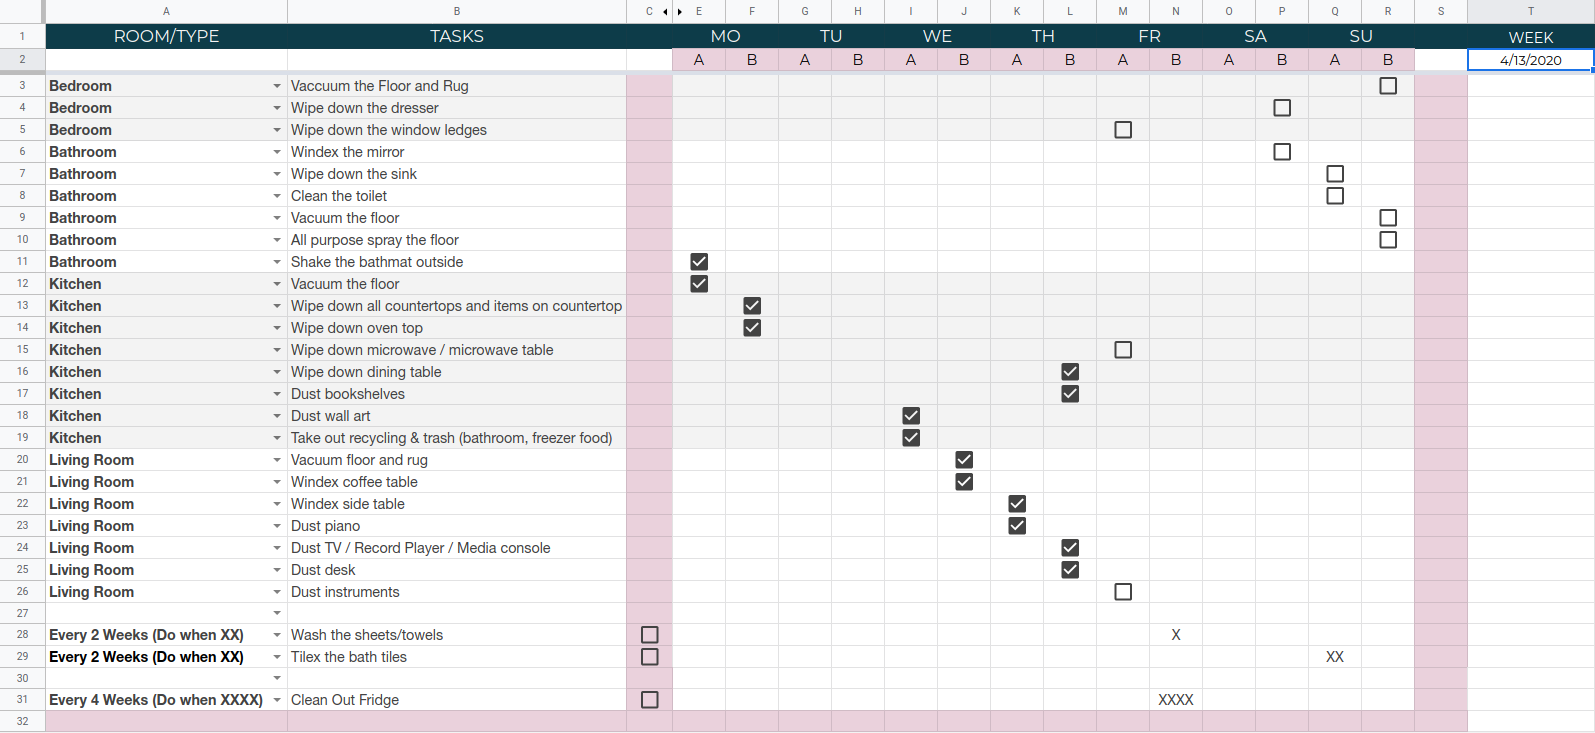 A B C E F G H I J K L M N O P Q R S T
1 ROOM/TYPE TASKS MO TU WE TH FR SA SU WEEK
2 A B A B A B A B A B A B A B 4/13/2020
3 Bedroom Vaccuum the Floor and Rug
4 Bedroom Wipe down the dresser
5 Bedroom Wipe down the window ledges
6 Bathroom Windex the mirror
7 Bathroom Wipe down the sink
8 Bathroom Clean the toilet
9 Bathroom Vacuum the floor
10 Bathroom All purpose spray the floor
11 Bathroom Shake the bathmat outside
12 Kitchen Vacuum the floor
13 Kitchen Wipe down all countertops and items on countertop
14 Kitchen Wipe down oven top
15 Kitchen Wipe down microwave / microwave table
16 Kitchen Wipe down dining table
17 Kitchen Dust bookshelves
18 Kitchen Dust wall art
19 Kitchen Take out recycling & trash (bathroom, freezer food)
20 Living Room Vacuum floor and rug
21 Living Room Windex coffee table
22 Living Room Windex side table
23 Living Room Dust piano
24 Living Room Dust TV / Record Player / Media console
25 Living Room Dust desk
26 Living Room Dust instruments
27
28 Every 2 Weeks (Do when XX) Wash the sheets/towels X
29 Every 2 Weeks (Do when XX) Tilex the bath tiles XX
30
31 Every 4 Weeks (Do when XXXX) Clean Out Fridge XXXX
32